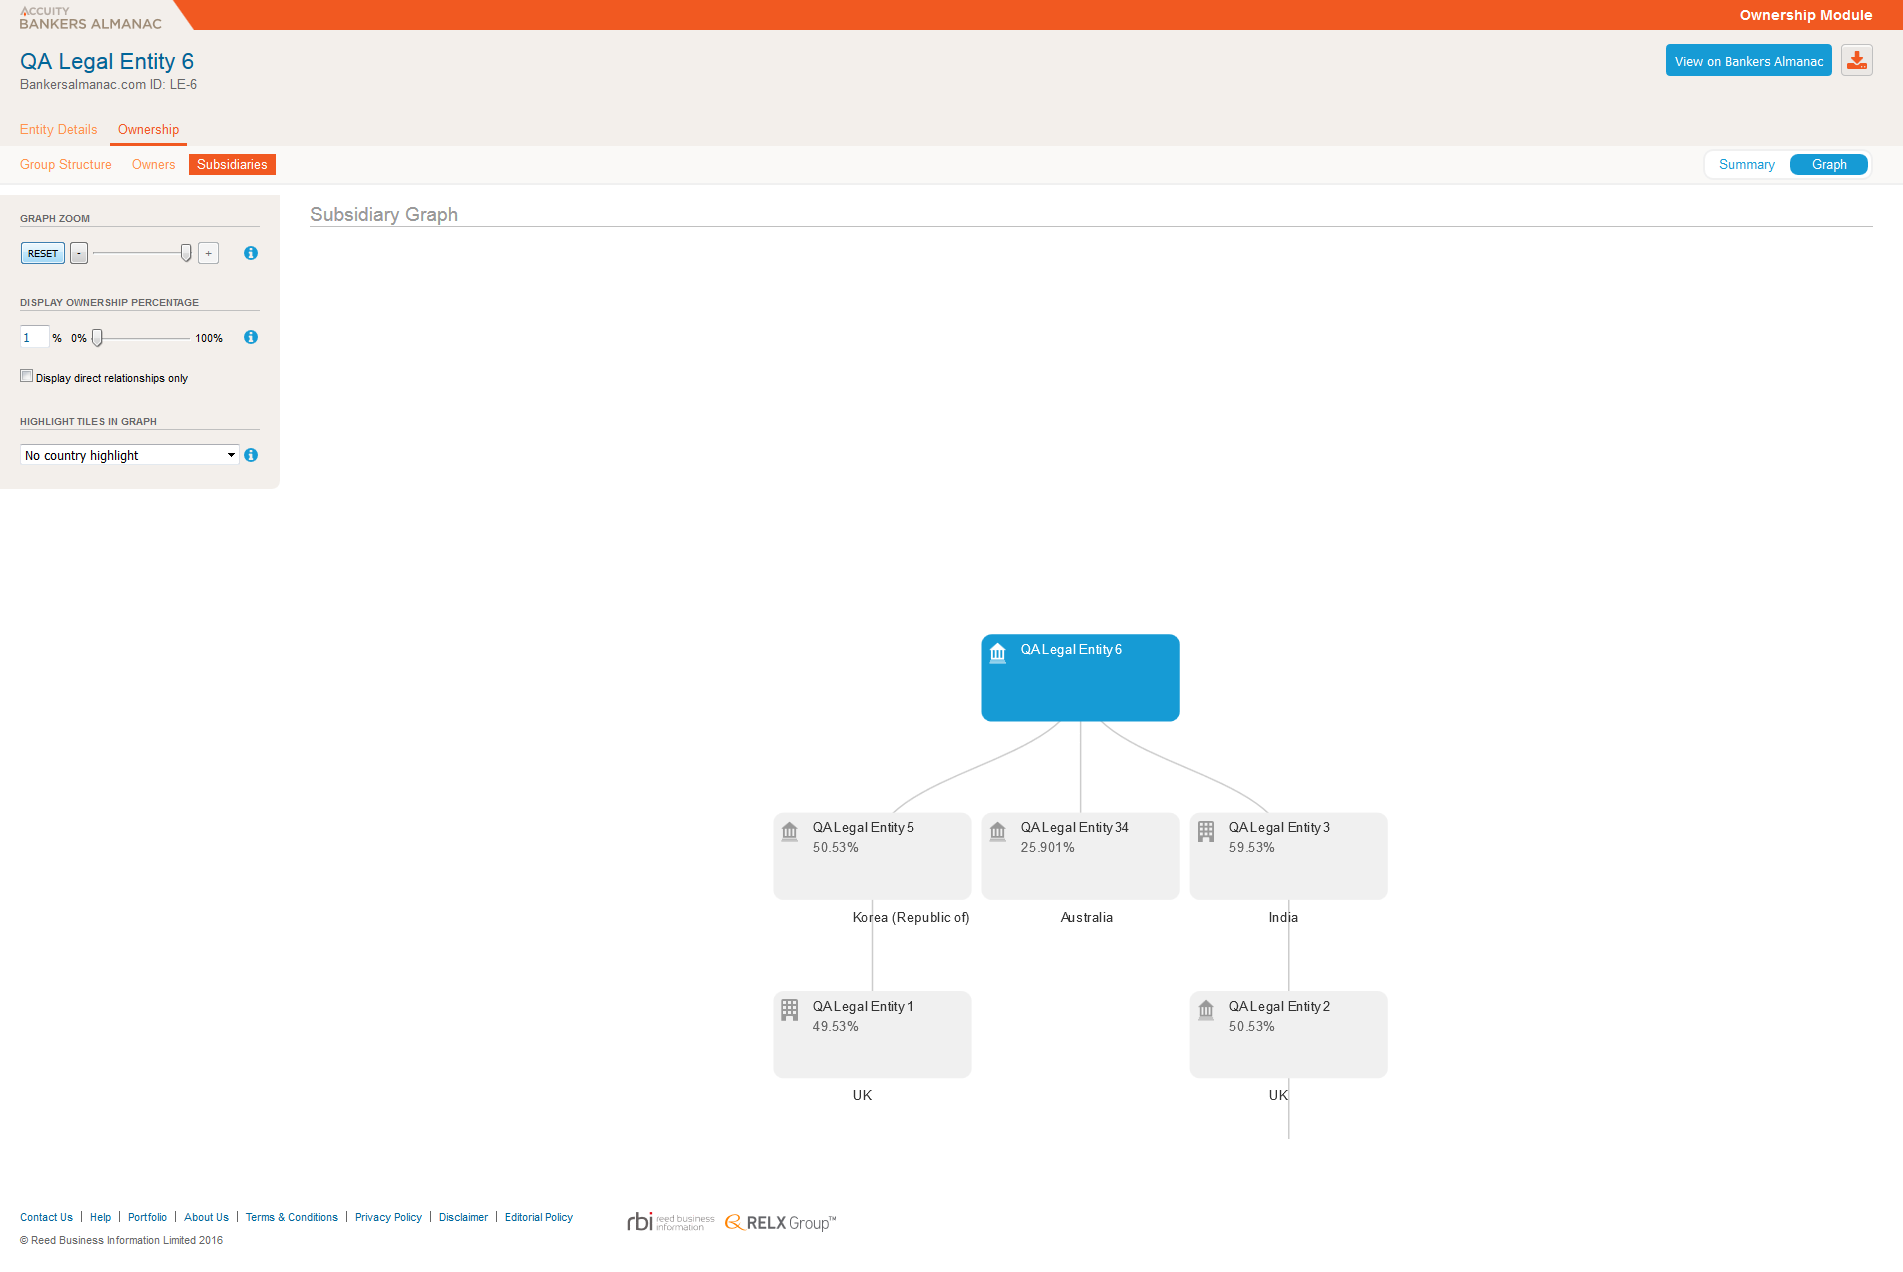 ACCUITY
BANKERS ALMANAC
Ownership Module
QA Legal Entity 6
Bankersalmanac.com ID: LE-6
View on Bankers Almanac
Entity Details Ownership
Group Structure Owners Subsidiaries
Summary Graph
GRAPH ZOOM
RESET - +
DISPLAY OWNERSHIP PERCENTAGE
1 % 0% 100%
Display direct relationships only
HIGHLIGHT TILES IN GRAPH
No country highlight
Subsidiary Graph
QA Legal Entity 6
QA Legal Entity 5
50.53%
Korea (Republic of)
QA Legal Entity 34
25.901%
Australia
QA Legal Entity 3
59.53%
India
QA Legal Entity 1
49.53%
UK
QA Legal Entity 2
50.53%
UK
Contact Us | Help | Portfolio | About Us | Terms & Conditions | Privacy Policy | Disclaimer | Editorial Policy
rbi reed business information
RELX Group™
© Reed Business Information Limited 2016